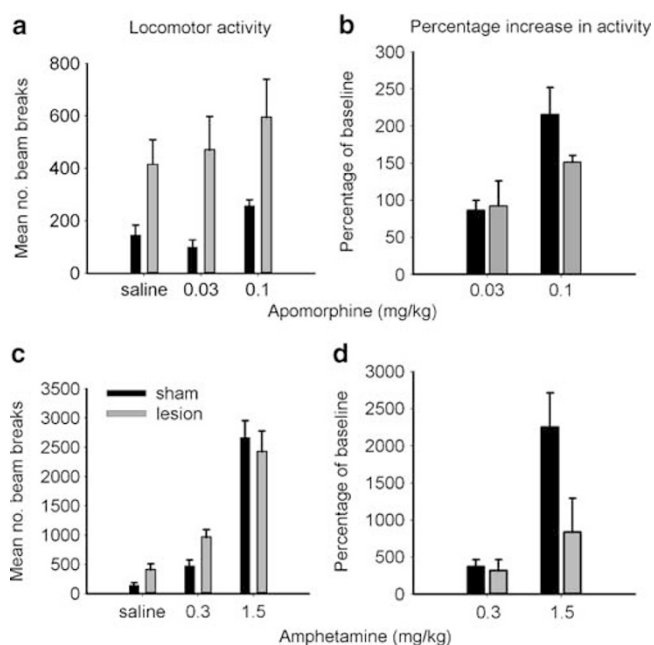 a Locomotor activity
Mean no. beam breaks
800
600
400
200
0
saline 0.03 0.1
b Percentage increase in activity
Percentage of baseline
300
250
200
150
100
50
0
0.03 0.1
Apomorphine (mg/kg)
c
Mean no. beam breaks
3500
3000
2500
2000
1500
1000
500
0
sham
lesion
saline 0.3 1.5
d
Percentage of baseline
3000
2500
2000
1500
1000
500
0
0.3 1.5
Amphetamine (mg/kg)